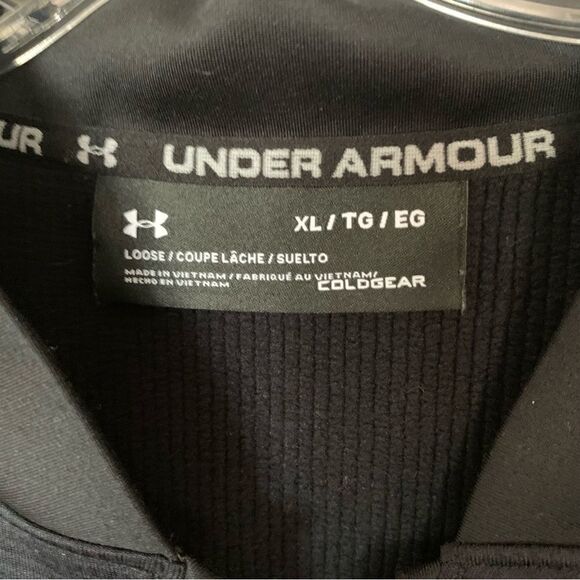 UR UNDER ARMOUR
XL / TG / EG
LOOSE / COUPE LÂCHE / SUELTO
MADE IN VIETNAM / FABRIQUÉ AU VIETNAM /
HECHO EN VIETNAM
COLDGEAR